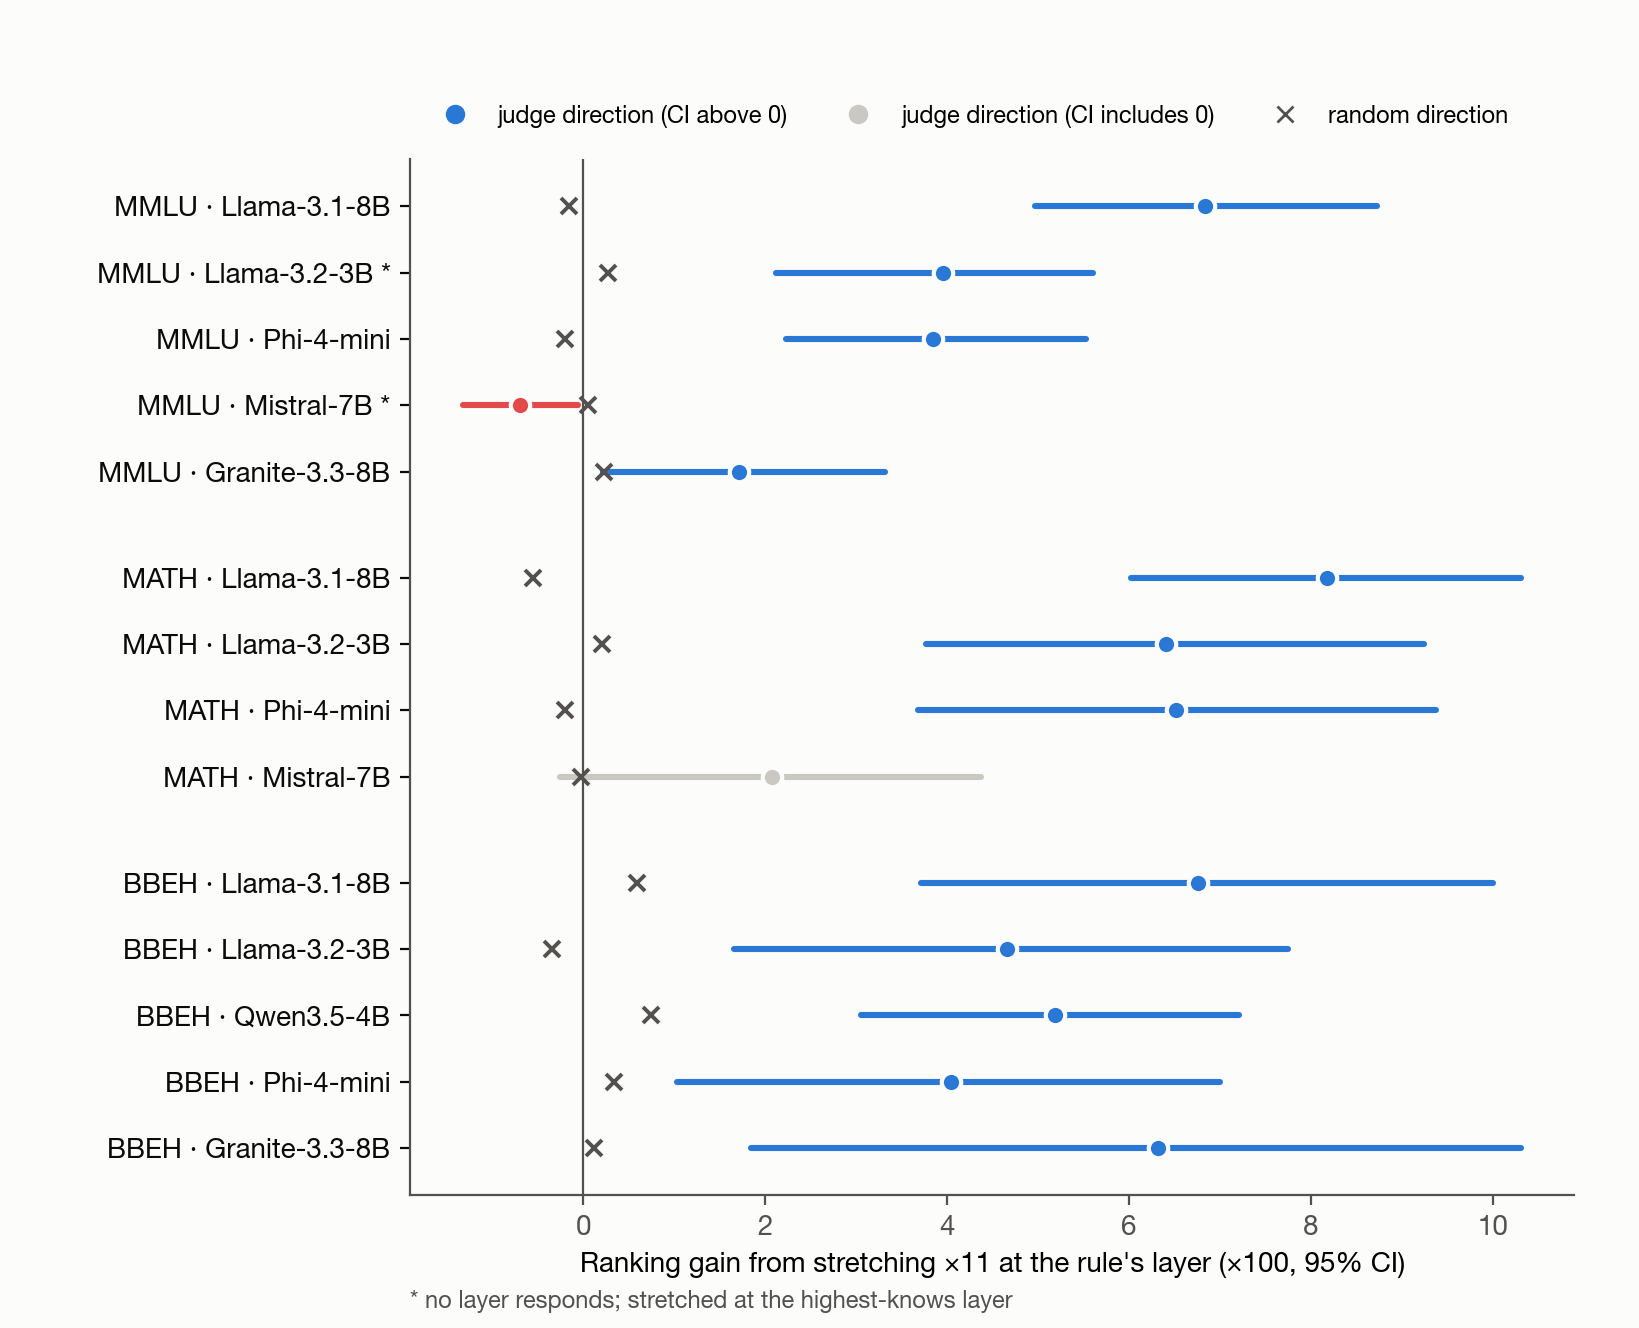 judge direction (CI above 0) judge direction (CI includes 0) random direction
MMLU · Llama-3.1-8B
MMLU · Llama-3.2-3B *
MMLU · Phi-4-mini
MMLU · Mistral-7B *
MMLU · Granite-3.3-8B
MATH · Llama-3.1-8B
MATH · Llama-3.2-3B
MATH · Phi-4-mini
MATH · Mistral-7B
BBEH · Llama-3.1-8B
BBEH · Llama-3.2-3B
BBEH · Qwen3.5-4B
BBEH · Phi-4-mini
BBEH · Granite-3.3-8B
0 2 4 6 8 10
Ranking gain from stretching ×11 at the rule's layer (×100, 95% CI)
* no layer responds; stretched at the highest-knows layer